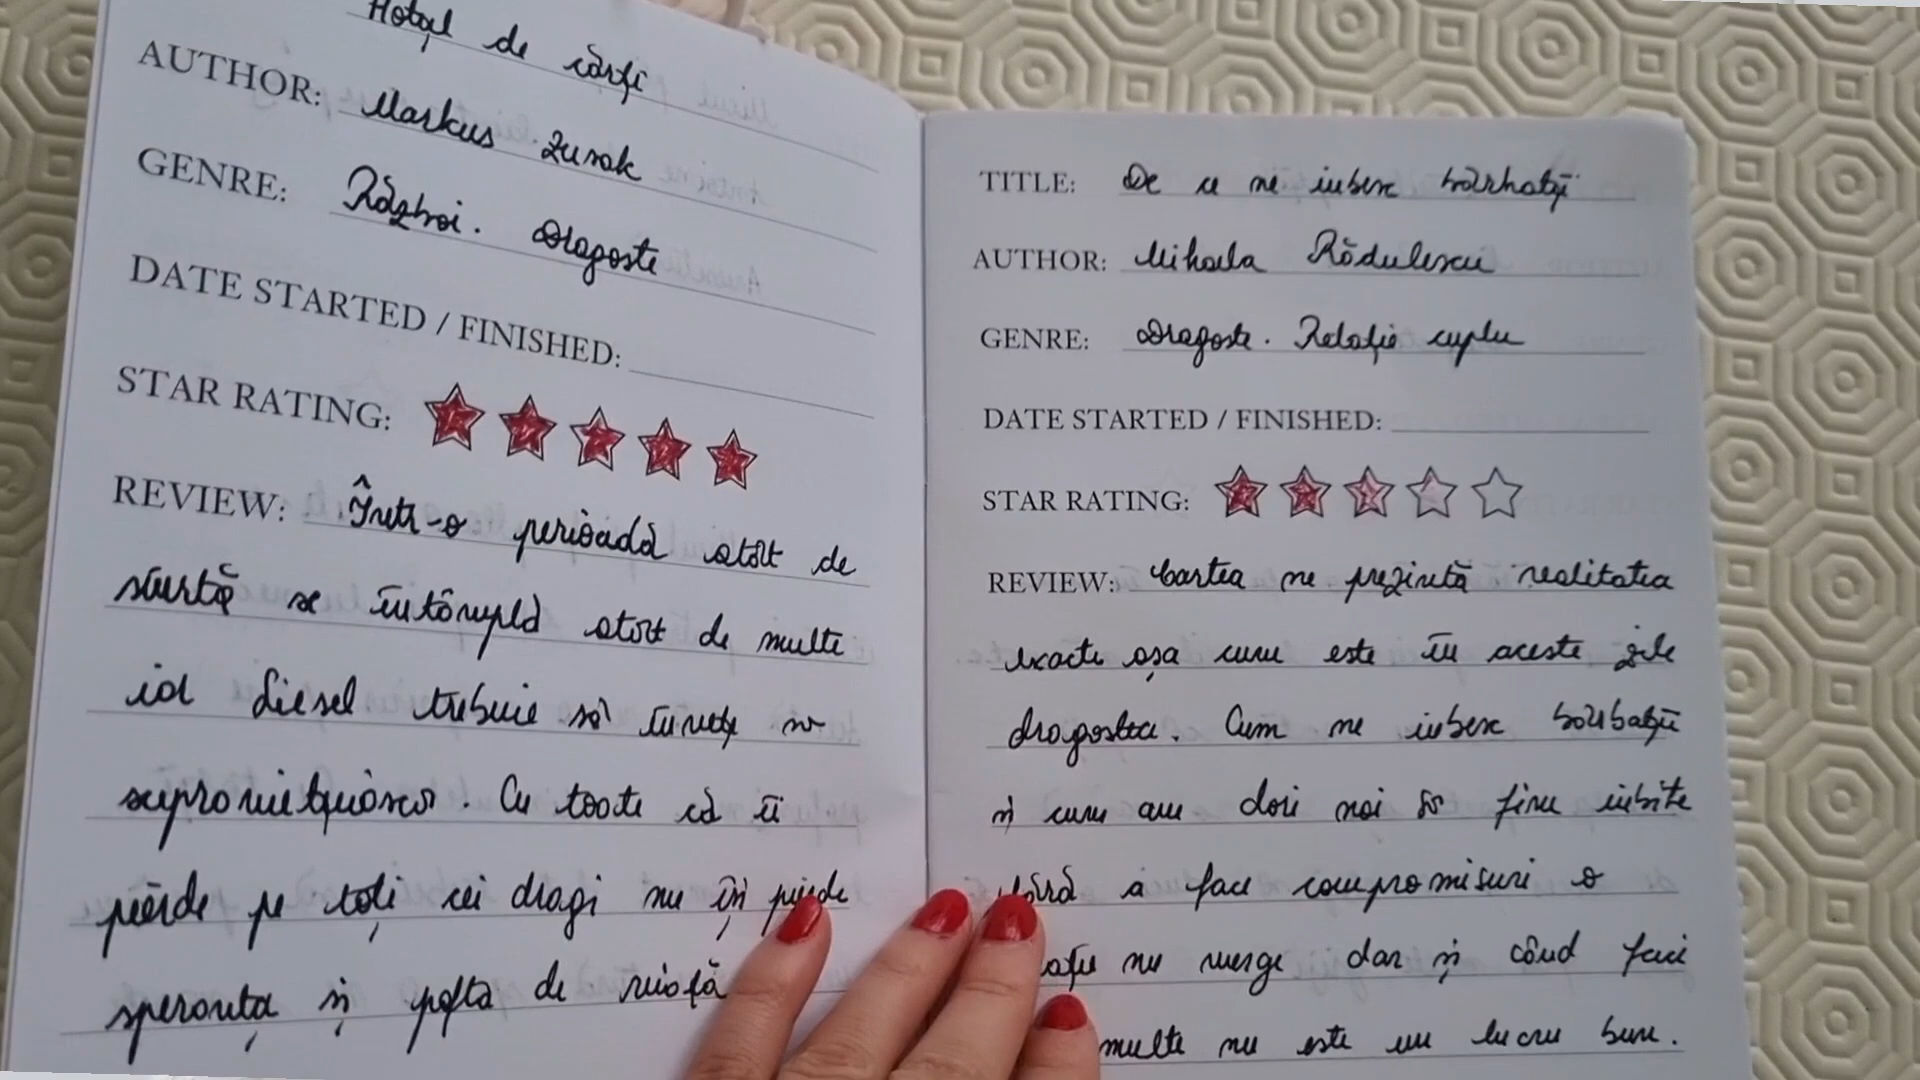 Hoțul de cărți
AUTHOR: Markus Zusak
GENRE: Război. Dragoste
DATE STARTED / FINISHED:
STAR RATING:
REVIEW: Într-o perioadă atât de
scurtă se întâmplă atât de multe
iar Liesel trebuie să învețe să
supraviețuiască. Cu toate că îi
pierde pe toți cei dragi nu își pierde
speranța și pofta de viață
TITLE: De ce ne iubesc bărbații
AUTHOR: Mihaela Rădulescu
GENRE: Dragoste. Relație cuplu
DATE STARTED / FINISHED:
STAR RATING:
REVIEW: Cartea ne prezintă realitatea
exacte așa cum este în aceste zile
dragostea. Cum ne iubesc bărbații
și cum am dori noi să fim iubite
fără a face compromisuri o
nu merge dar și când faci
multe nu este un lucru bun.